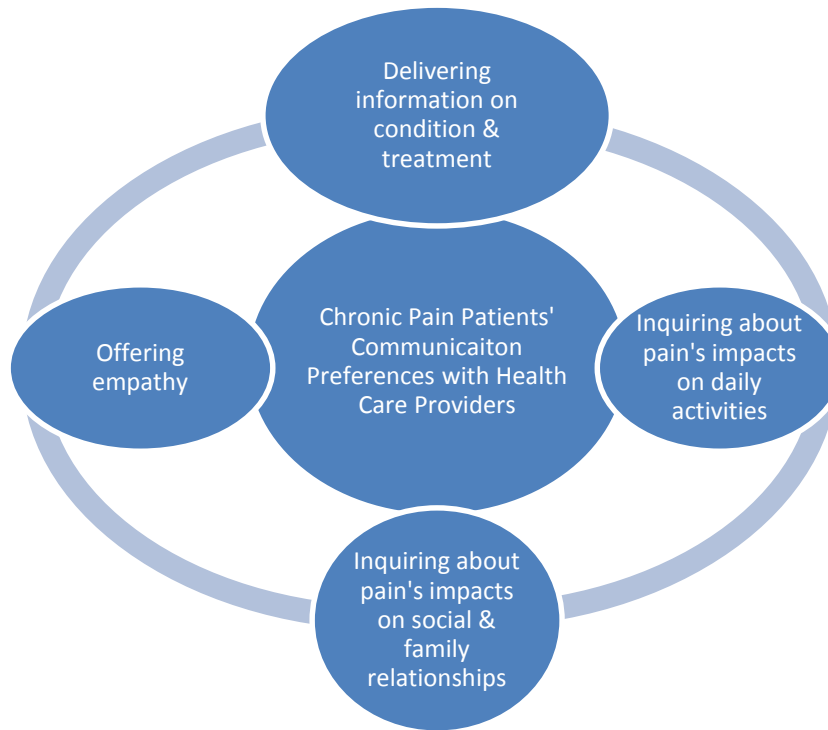 Delivering
information on
condition &
treatment
Offering
empathy
Chronic Pain Patients'
Communicaiton
Preferences with Health
Care Providers
Inquiring about
pain's impacts
on daily
activities
Inquiring about
pain's impacts
on social &
family
relationships